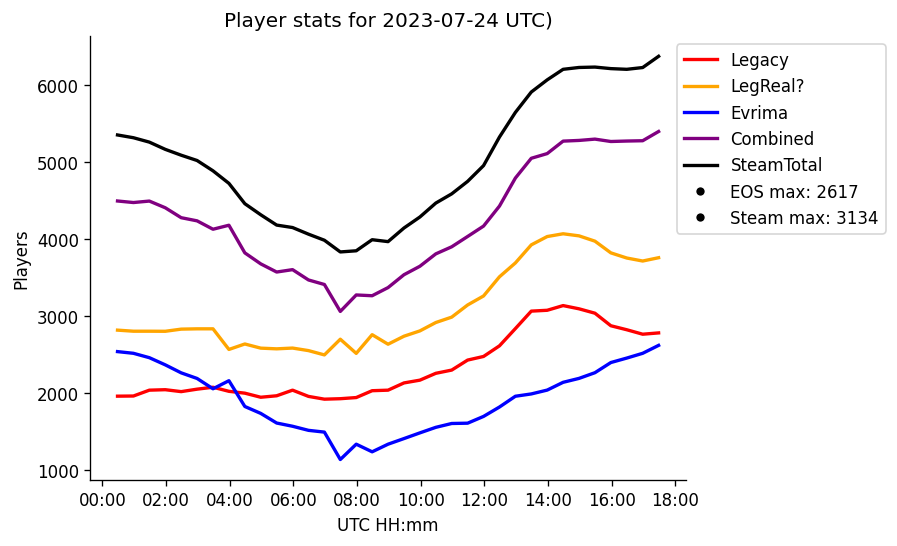 Player stats for 2023-07-24 UTC)
Legacy
LegReal?
Evrima
Combined
SteamTotal
EOS max: 2617
Steam max: 3134
Players
6000
5000
4000
3000
2000
1000
00:00 02:00 04:00 06:00 08:00 10:00 12:00 14:00 16:00 18:00
UTC HH:mm